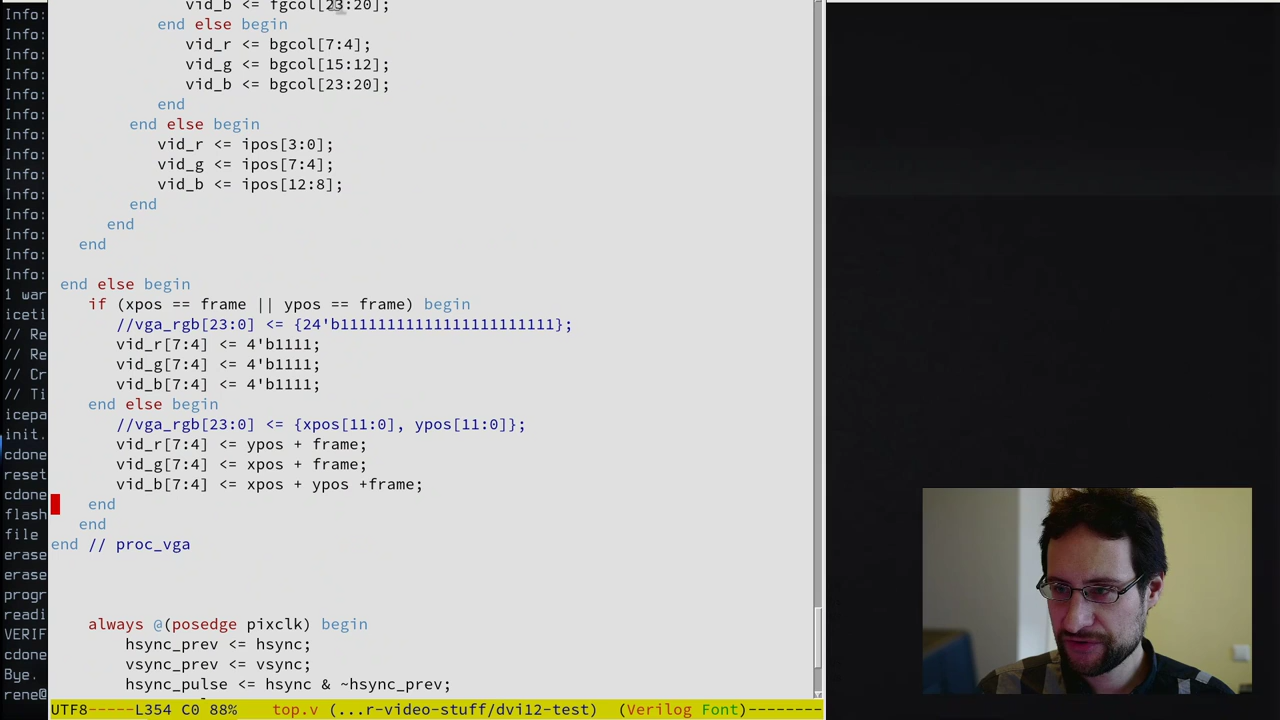 Info: vid_b <= fgcol[23:20];
Info: end else begin
Info: vid_r <= bgcol[7:4];
Info: vid_g <= bgcol[15:12];
Info: vid_b <= bgcol[23:20];
Info: end
Info: end else begin
Info: vid_r <= ipos[3:0];
Info: vid_g <= ipos[7:4];
Info: vid_b <= ipos[12:8];
Info: end
Info: end
Info: end
Info:
1 war end else begin
iceti if (xpos == frame || ypos == frame) begin
// Re //vga_rgb[23:0] <= {24'b111111111111111111111111};
// Re vid_r[7:4] <= 4'b1111;
// Cr vid_g[7:4] <= 4'b1111;
// Ti vid_b[7:4] <= 4'b1111;
icepa end else begin
init. //vga_rgb[23:0] <= {xpos[11:0], ypos[11:0]};
cdone vid_r[7:4] <= ypos + frame;
reset vid_g[7:4] <= xpos + frame;
cdone vid_b[7:4] <= xpos + ypos +frame;
flash end
file end
erase end // proc_vga
erase
progr
readi always @(posedge pixclk) begin
VERIF hsync_prev <= hsync;
cdone vsync_prev <= vsync;
Bye. hsync_pulse <= hsync & ~hsync_prev;
rene@
UTF8-----L354 C0 88% top.v (...r-video-stuff/dvi12-test) (Verilog Font)--------